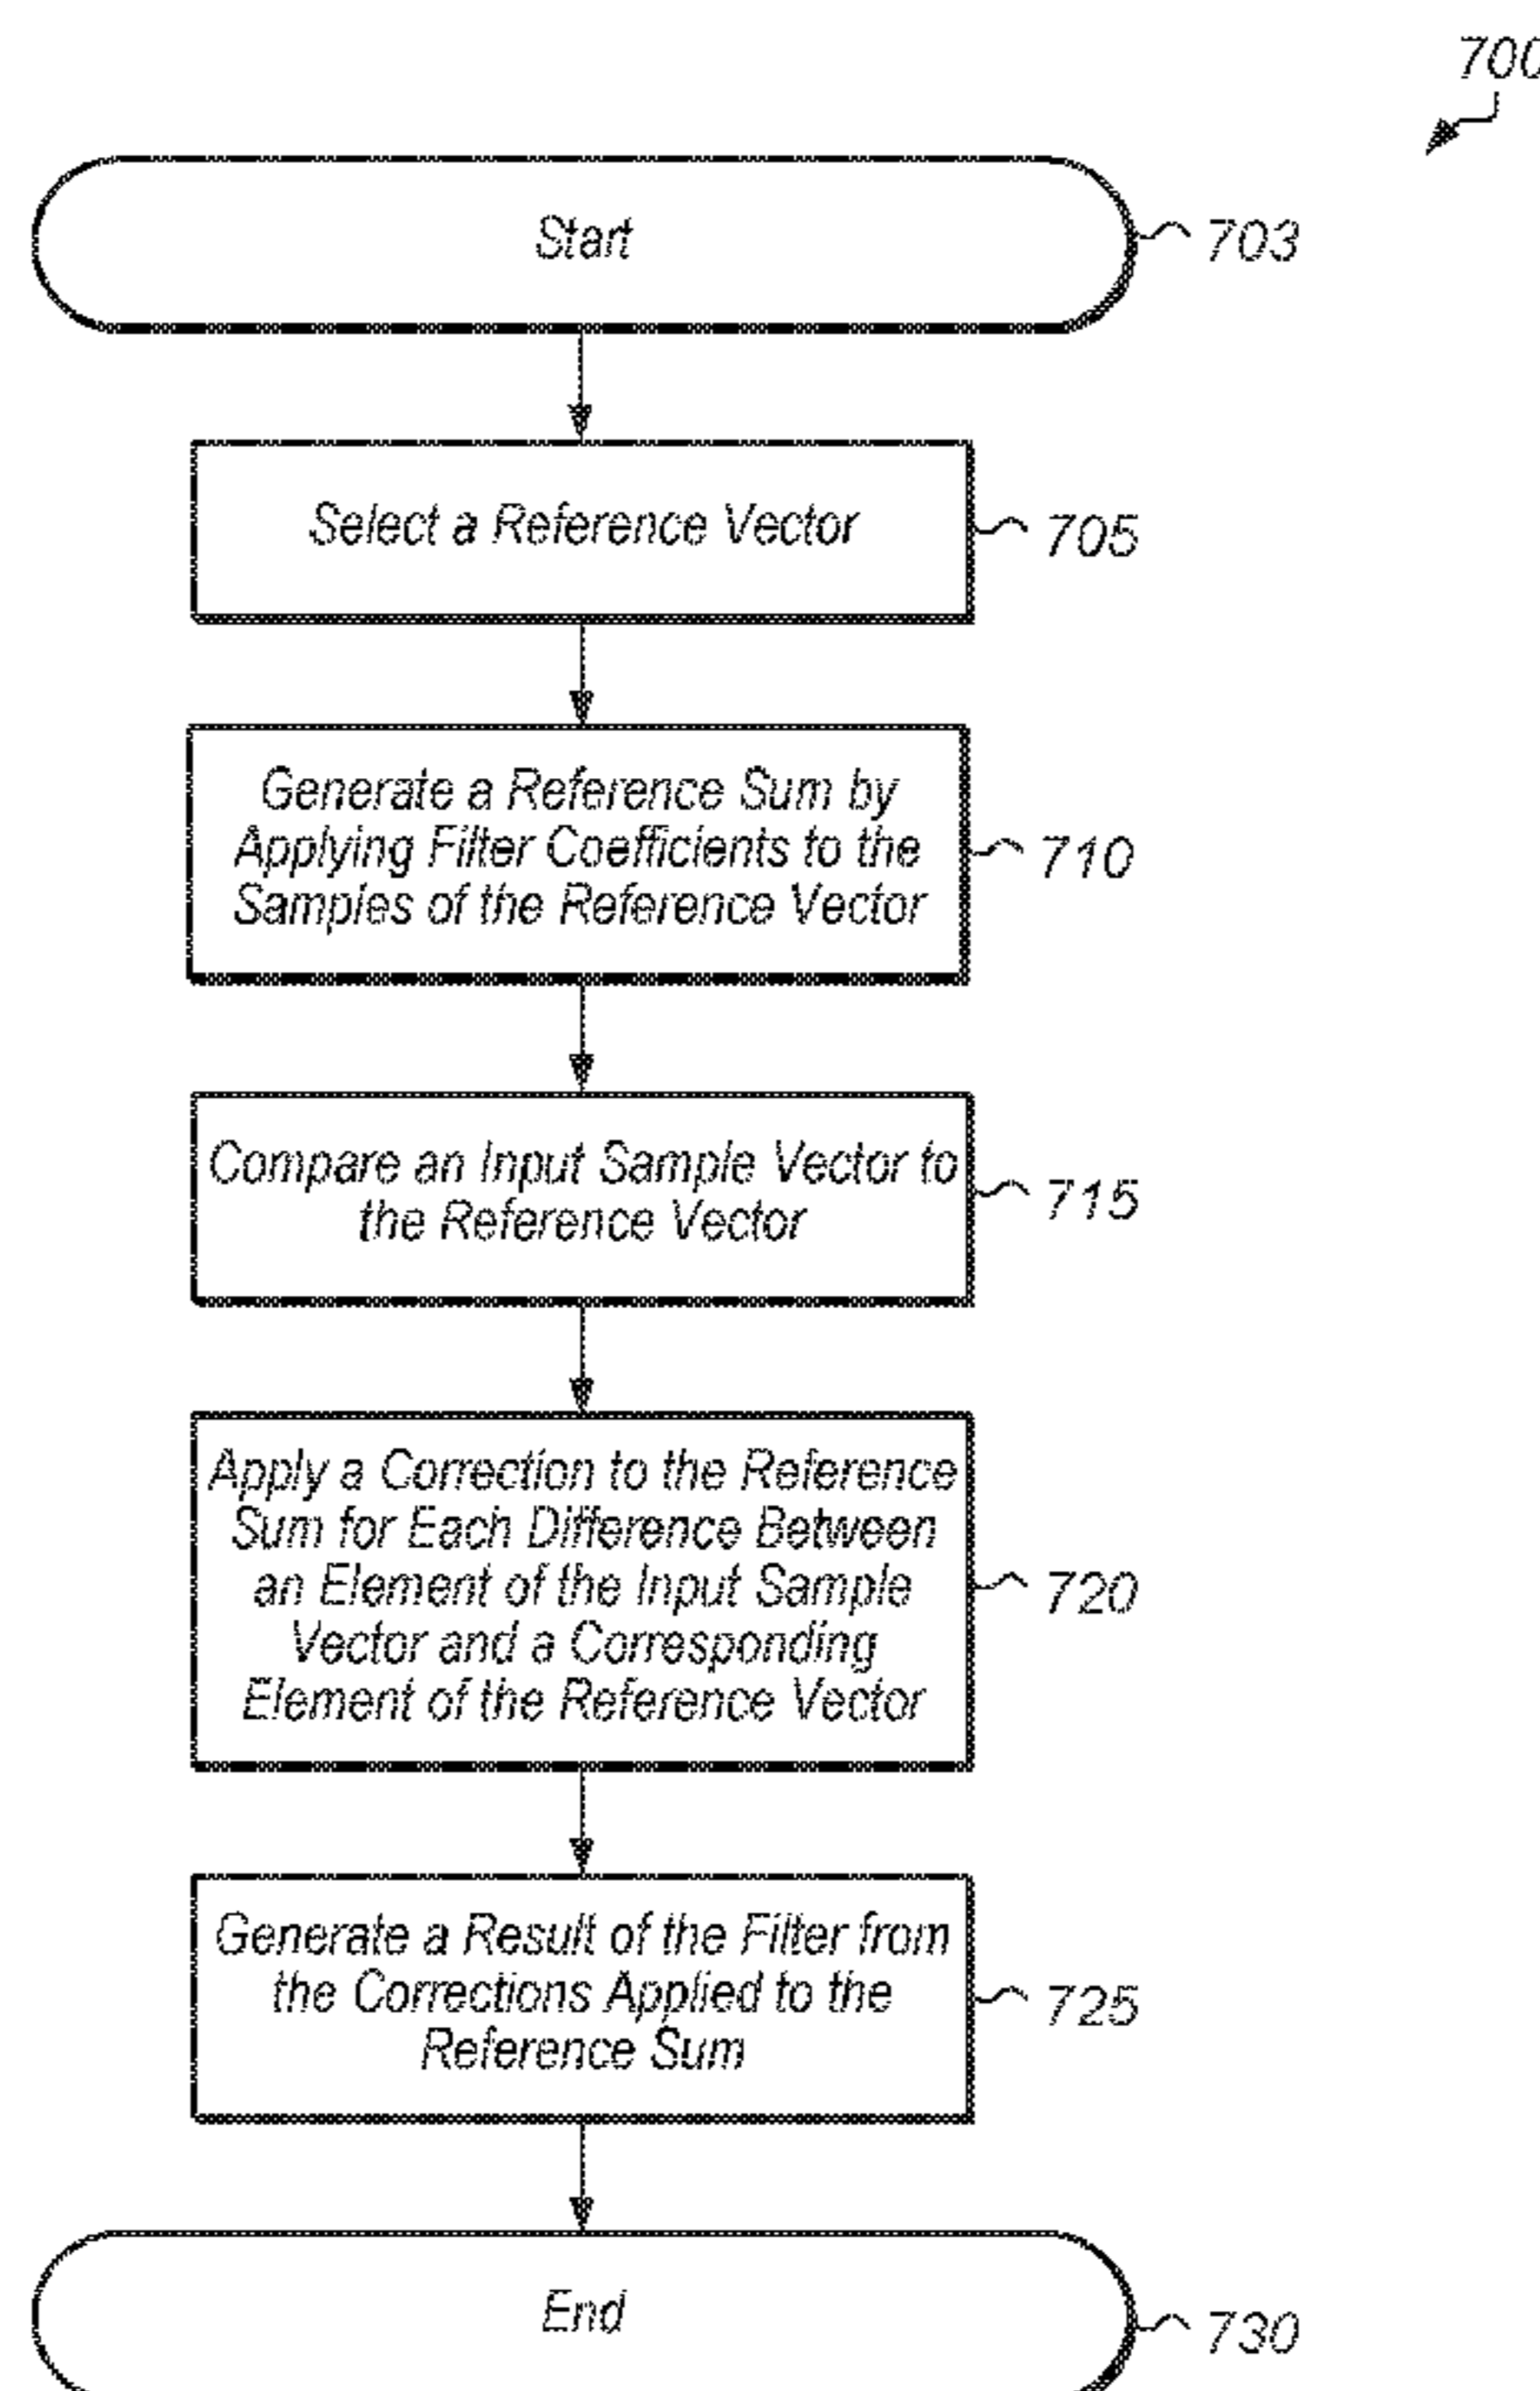 700
Start
703
Select a Reference Vector
705
Generate a Reference Sum by
Applying Filter Coefficients to the
Samples of the Reference Vector
710
Compare an Input Sample Vector to
the Reference Vector
715
Apply a Correction to the Reference
Sum for Each Difference Between
an Element of the Input Sample
Vector and a Corresponding
Element of the Reference Vector
720
Generate a Result of the Filter from
the Corrections Applied to the
Reference Sum
725
End
730